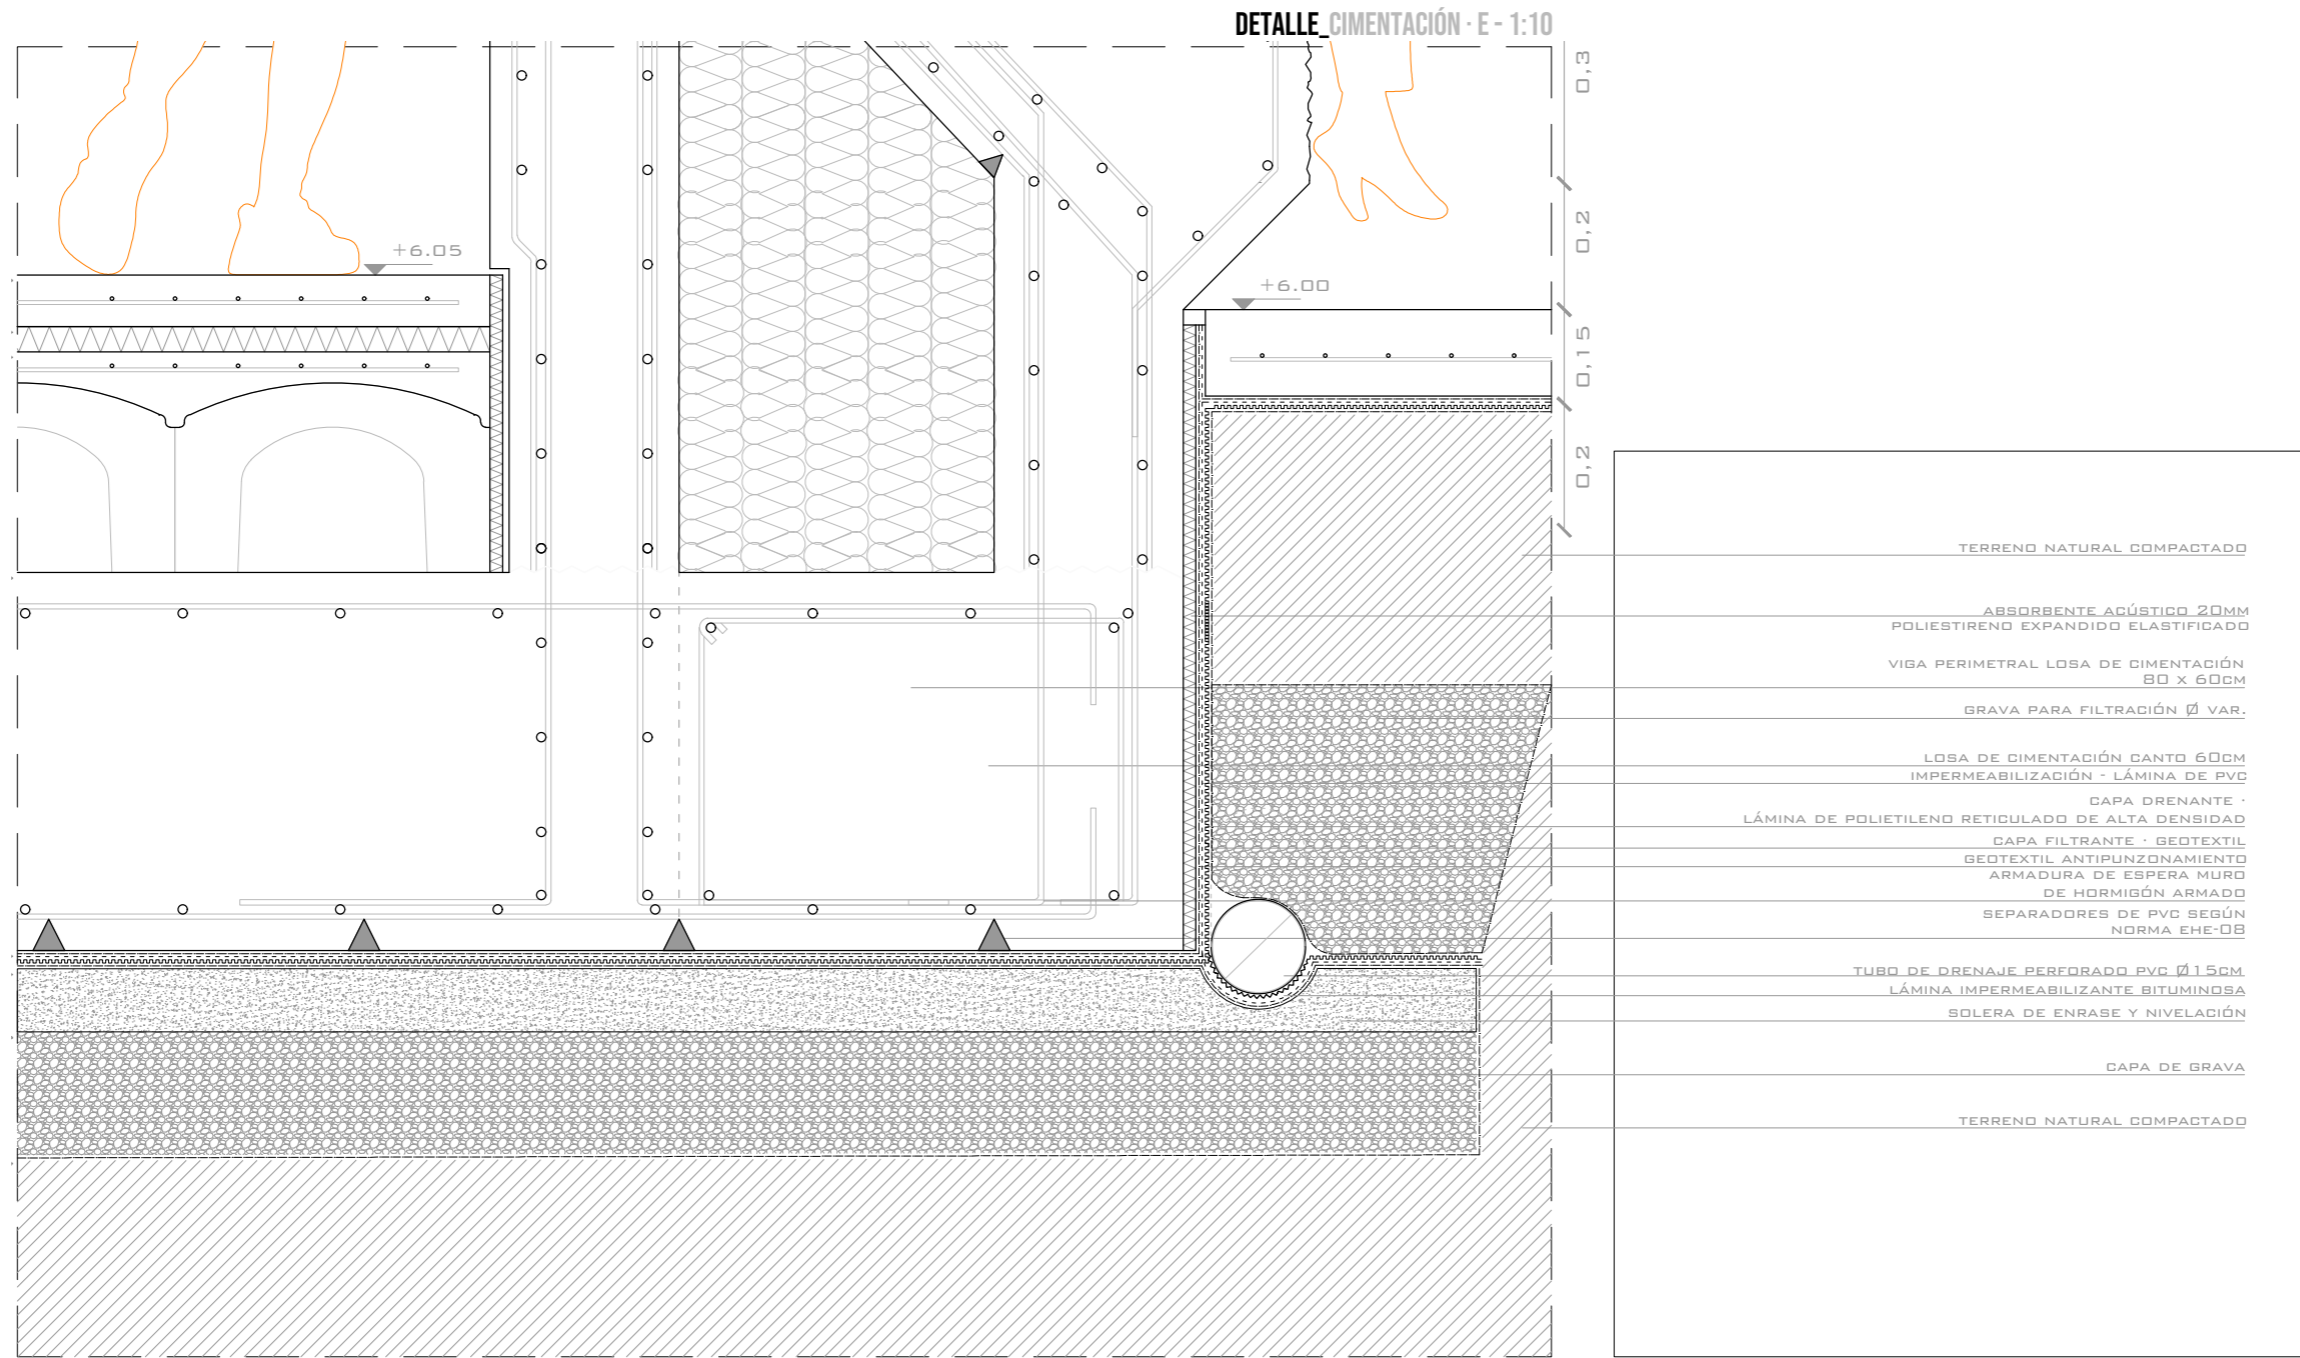 DETALLE_CIMENTACIÓN · E - 1:10
0,3
+6.05
0,2
+6.00
0,15
0,2
TERRENO NATURAL COMPACTADO
ABSORBENTE ACÚSTICO 20MM
POLIESTIRENO EXPANDIDO ELASTIFICADO
VIGA PERIMETRAL LOSA DE CIMENTACIÓN
80 X 60CM
GRAVA PARA FILTRACIÓN Ø VAR.
LOSA DE CIMENTACIÓN CANTO 60CM
IMPERMEABILIZACIÓN - LÁMINA DE PVC
CAPA DRENANTE ·
LÁMINA DE POLIETILENO RETICULADO DE ALTA DENSIDAD
CAPA FILTRANTE · GEOTEXTIL
GEOTEXTIL ANTIPUNZONAMIENTO
ARMADURA DE ESPERA MURO
DE HORMIGÓN ARMADO
SEPARADORES DE PVC SEGÚN
NORMA EHE-08
TUBO DE DRENAJE PERFORADO PVC Ø15CM
LÁMINA IMPERMEABILIZANTE BITUMINOSA
SOLERA DE ENRASE Y NIVELACIÓN
CAPA DE GRAVA
TERRENO NATURAL COMPACTADO